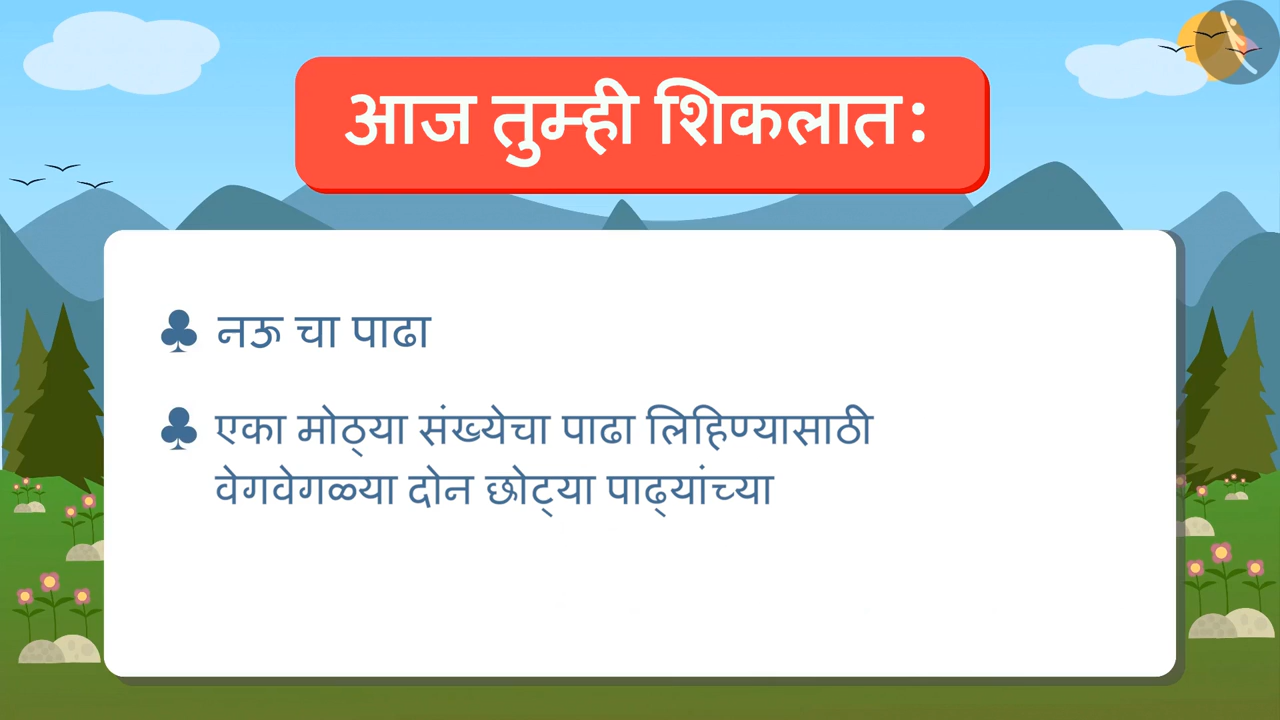 आज तुम्ही शिकलात:
♣ नऊ चा पाढा
♣ एका मोठ्या संख्येचा पाढा लिहिण्यासाठी
वेगवेगळ्या दोन छोट्या पाढ्यांच्या